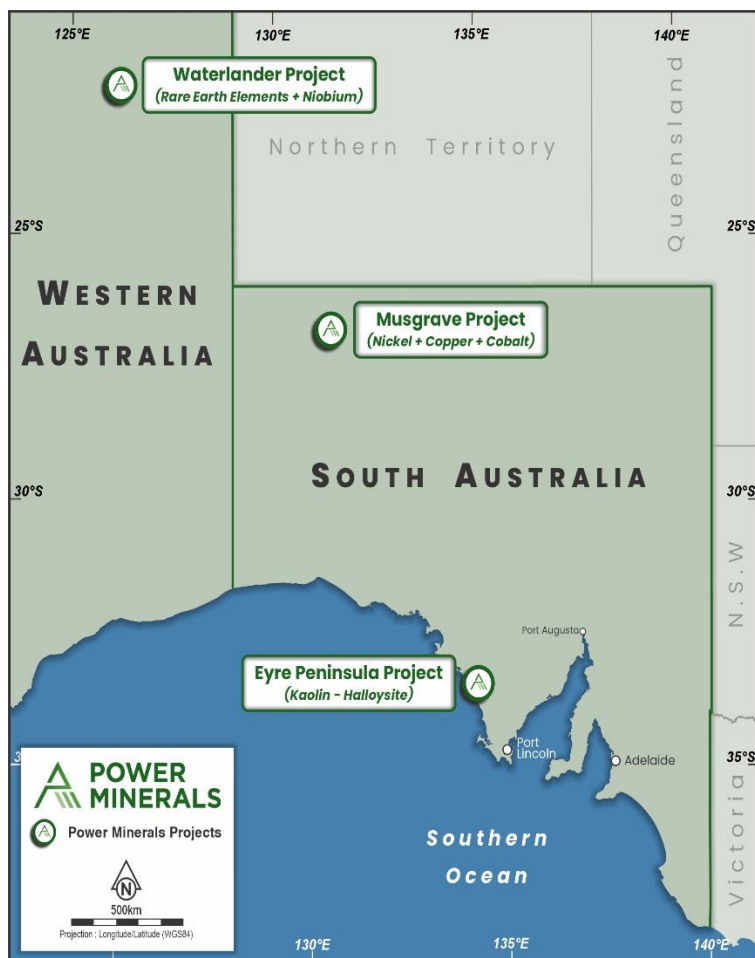 125°E 130°E 135°E 140°E
Waterlander Project
(Rare Earth Elements + Niobium)
Northern Territory
Queensland
25°S 25°S
WESTERN
AUSTRALIA
Musgrave Project
(Nickel + Copper + Cobalt)
SOUTH AUSTRALIA
30°S 30°S
N.S.W
Port Augusta
Eyre Peninsula Project
(Kaolin - Halloysite)
Port
Lincoln
Adelaide
35°S
Victoria
POWER
MINERALS
Power Minerals Projects
Southern
Ocean
N
500km
Projection : Longitude/Latitude (WGS84)
130°E 135°E 140°E